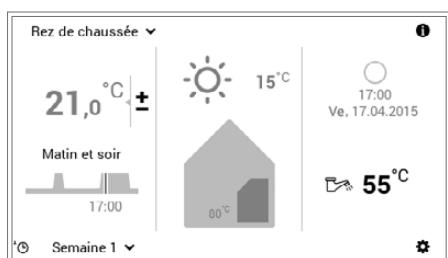 Rez de chaussée
21,0 °C ±
Matin et soir
17:00
Semaine 1
15°C
80°C
17:00
Ve, 17.04.2015
55°C